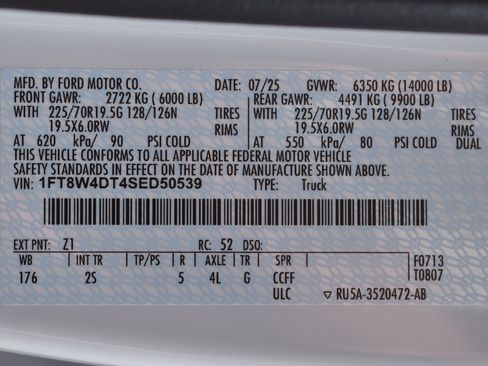 MFD. BY FORD MOTOR CO. DATE: 07/25 GVWR: 6350 KG (14000 LB)
FRONT GAWR: 2722 KG ( 6000 LB) REAR GAWR: 4491 KG ( 9900 LB)
WITH 225/70R19.5G 128/126N TIRES WITH 225/70R19.5G 128/126N TIRES
19.5X6.0RW RIMS 19.5X6.0RW RIMS
AT 620 kPa/ 90 PSI COLD AT 550 kPa/ 80 PSI COLD DUAL
THIS VEHICLE CONFORMS TO ALL APPLICABLE FEDERAL MOTOR VEHICLE
SAFETY STANDARDS IN EFFECT ON THE DATE OF MANUFACTURE SHOWN ABOVE.
VIN: 1FT8W4DT4SED50539 TYPE: Truck
EXT PNT: Z1 RC: 52 DSO:
WB INT TR TP/PS R AXLE TR SPR F0713
176 2S 5 4L G CCFF T0807
ULC ▽ RU5A-3520472-AB